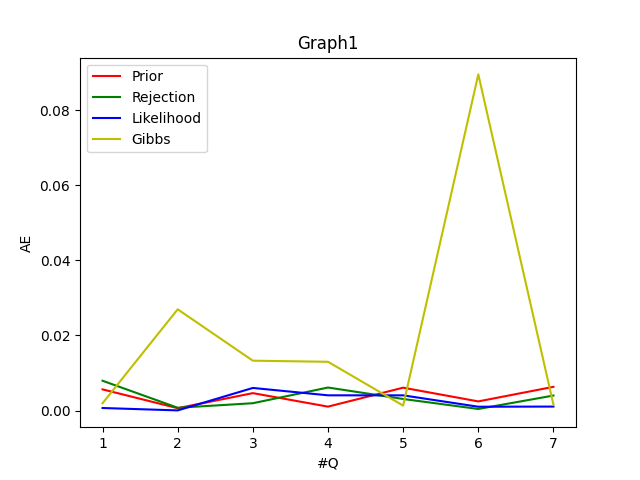 Graph1
Prior
Rejection
Likelihood
Gibbs
AE
0.08
0.06
0.04
0.02
0.00
1 2 3 4 5 6 7
#Q